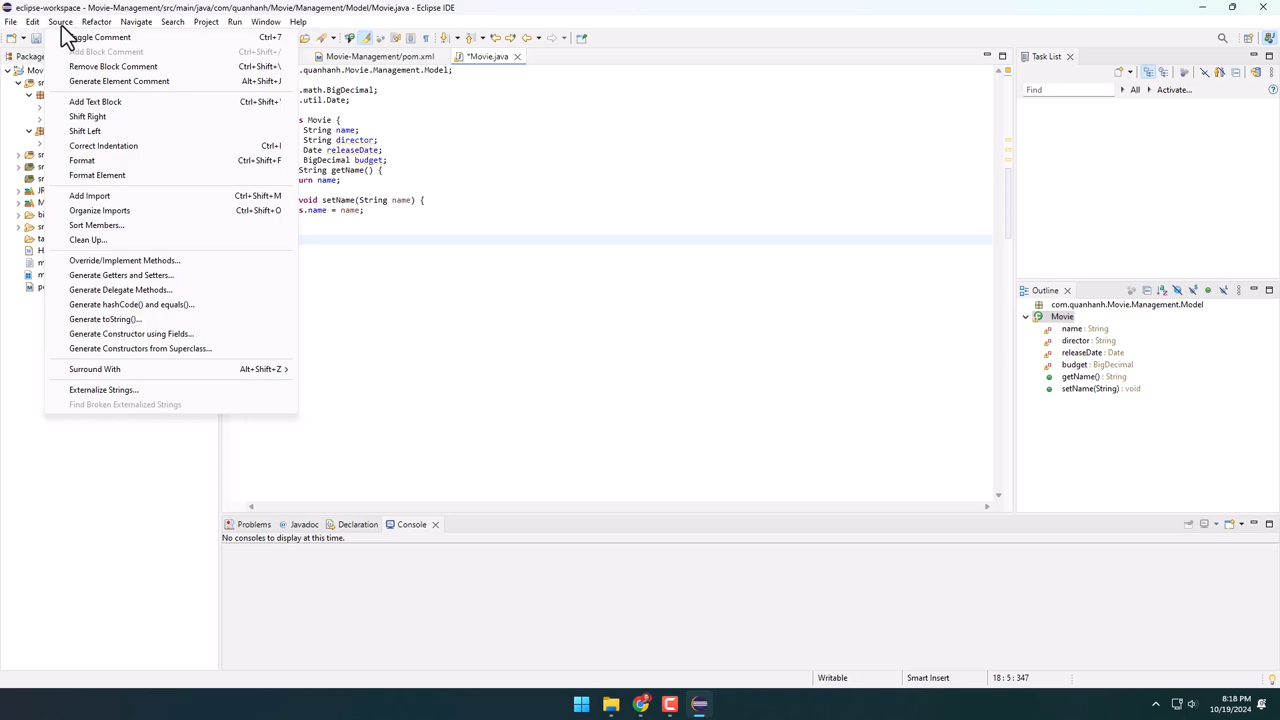 eclipse-workspace - Movie-Management/src/main/java/com/quanhanh/Movie/Management/Model/Movie.java - Eclipse IDE
File Edit Source Refactor Navigate Search Project Run Window Help
Toggle Comment Ctrl+7
Add Block Comment Ctrl+Shift+/
Remove Block Comment Ctrl+Shift+\
Generate Element Comment Alt+Shift+J
Add Text Block Ctrl+Shift+'
Shift Right
Shift Left
Correct Indentation Ctrl+I
Format Ctrl+Shift+F
Format Element
Add Import Ctrl+Shift+M
Organize Imports Ctrl+Shift+O
Sort Members...
Clean Up...
Override/Implement Methods...
Generate Getters and Setters...
Generate Delegate Methods...
Generate hashCode() and equals()...
Generate toString()...
Generate Constructor using Fields...
Generate Constructors from Superclass...
Surround With Alt+Shift+Z
Externalize Strings...
Find Broken Externalized Strings
Movie-Management/pom.xml *Movie.java
.quanhanh.Movie.Management.Model;
.math.BigDecimal;
.util.Date;
s Movie {
String name;
String director;
Date releaseDate;
BigDecimal budget;
String getName() {
rn name;
void setName(String name) {
s.name = name;
Task List
Find All Activate...
Outline
com.quanhanh.Movie.Management.Model
Movie
name : String
director : String
releaseDate : Date
budget : BigDecimal
getName() : String
setName(String) : void
Problems Javadoc Declaration Console
No consoles to display at this time.
Writable Smart Insert 18 : 5 : 347
8:18 PM
10/19/2024